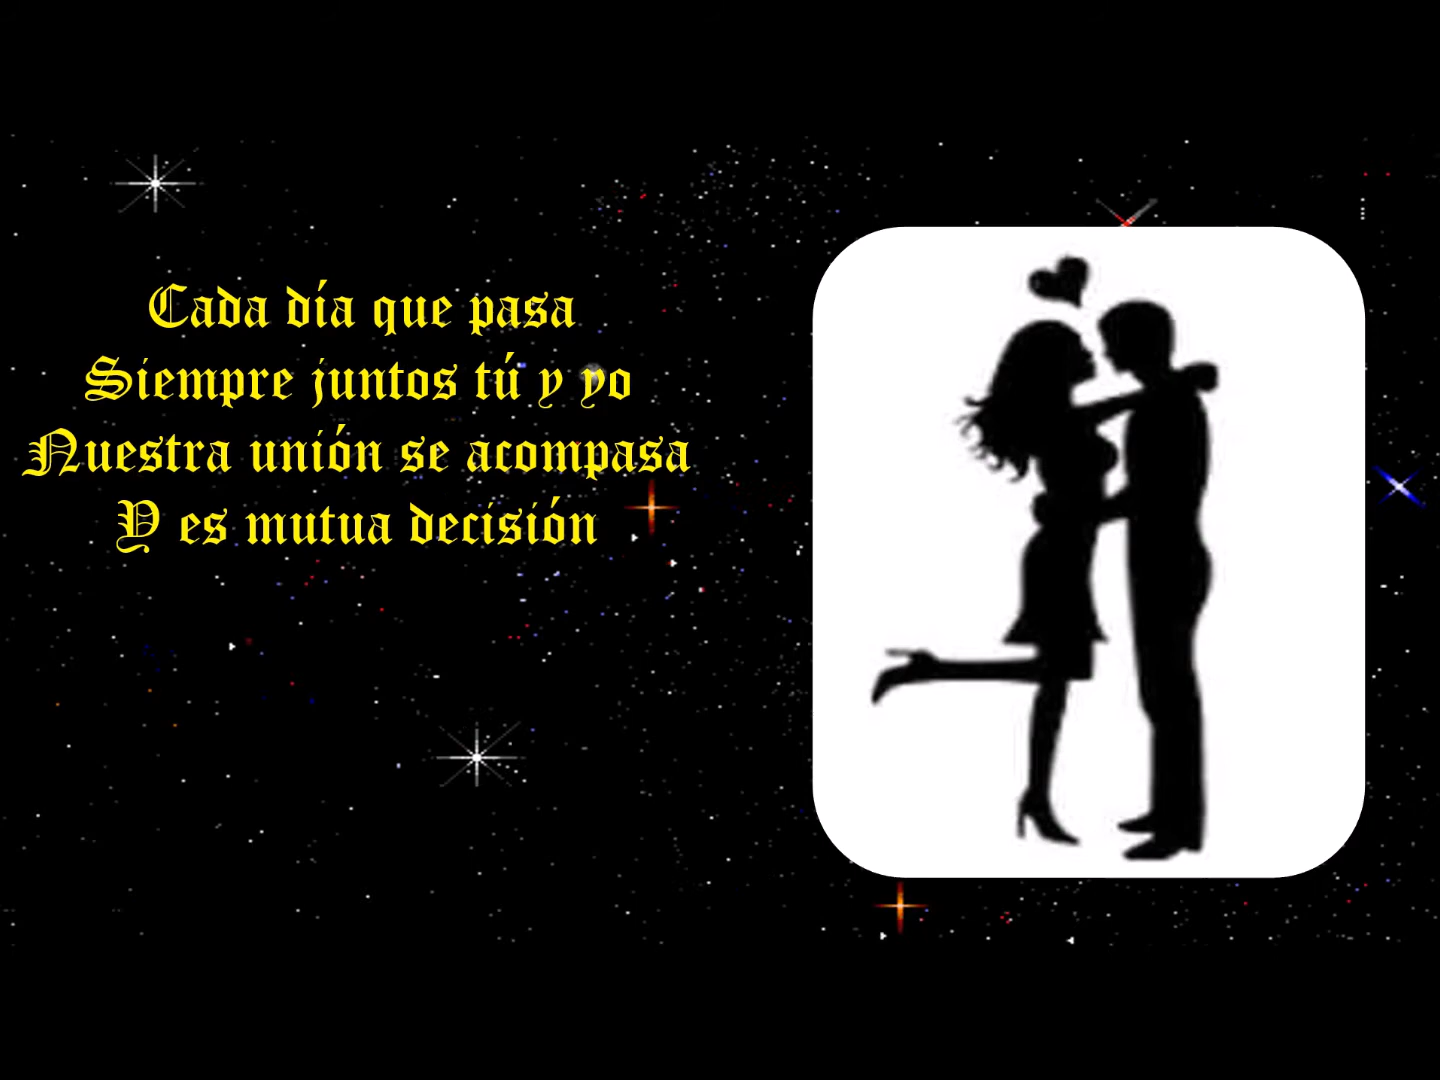 Cada día que pasa
Siempre juntos tú y yo
Nuestra unión se acompasa
Y es mutua decisión